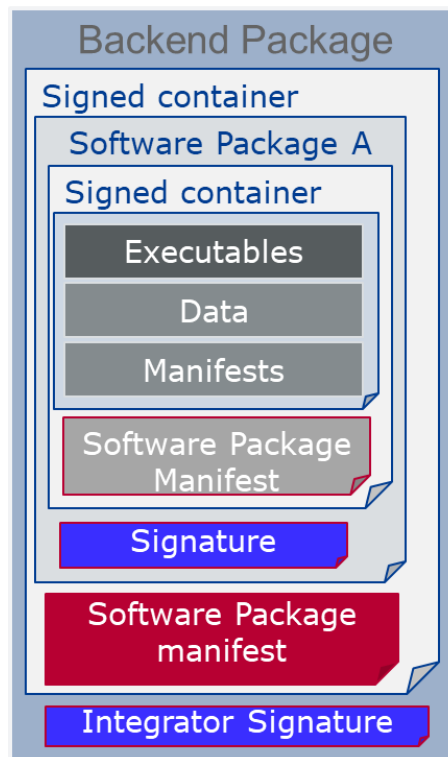 Backend Package
Signed container
Software Package A
Signed container
Executables
Data
Manifests
Software Package
Manifest
Signature
Software Package
manifest
Integrator Signature